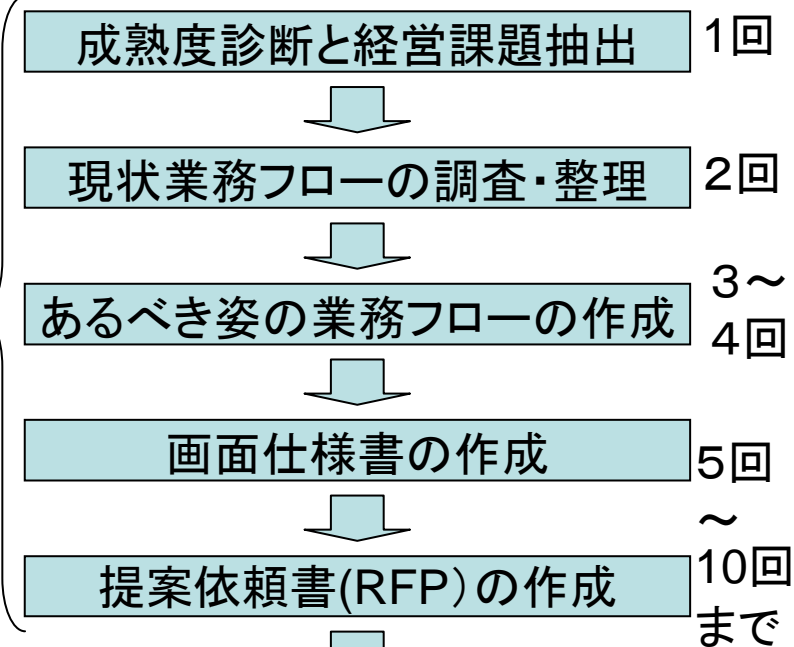 成熟度診断と経営課題抽出
1回
現状業務フローの調査・整理
2回
あるべき姿の業務フローの作成
3～
4回
画面仕様書の作成
5回
～
10回
まで
提案依頼書(RFP）の作成